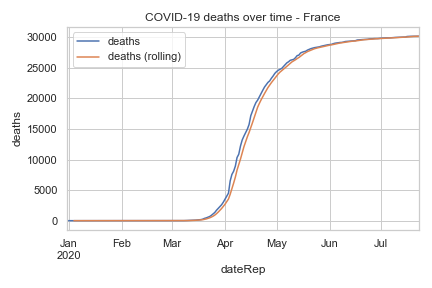 COVID-19 deaths over time - France
deaths
deaths (rolling)
30000
25000
20000
15000
10000
5000
0
deaths
Jan Feb Mar Apr May Jun Jul
2020
dateRep